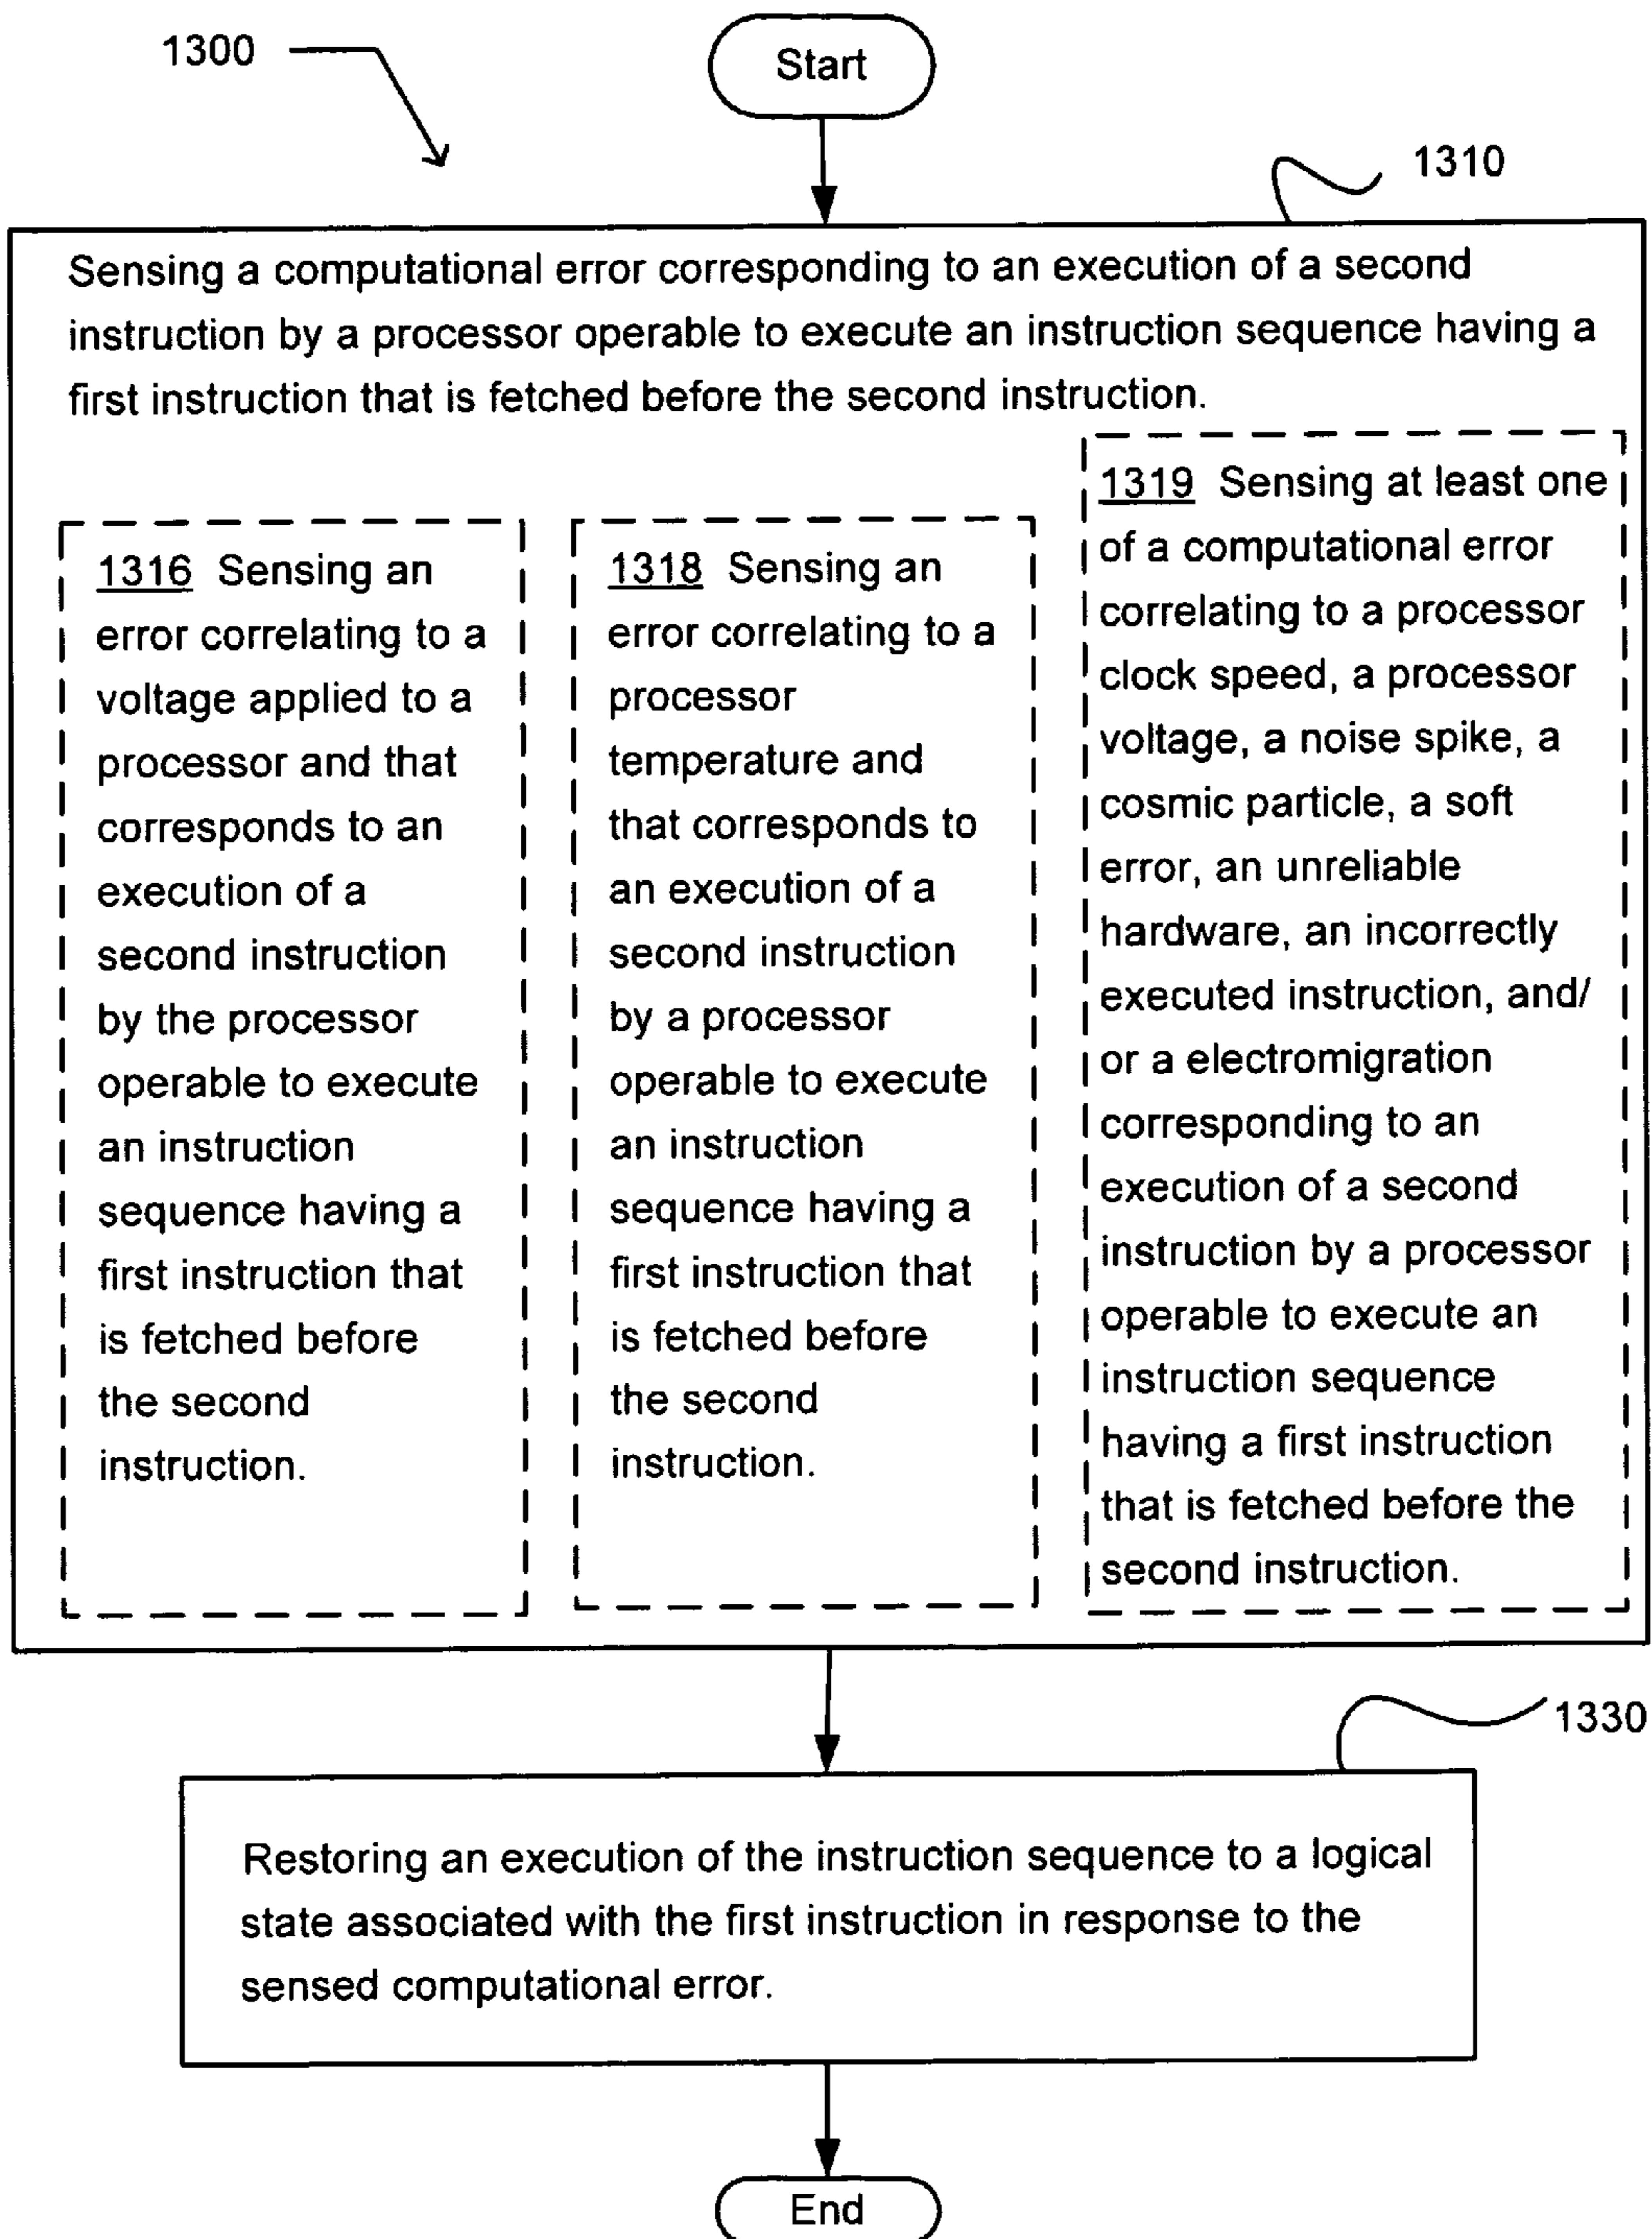 1300
Start
1310
Sensing a computational error corresponding to an execution of a second
instruction by a processor operable to execute an instruction sequence having a
first instruction that is fetched before the second instruction.
1316 Sensing an
error correlating to a
voltage applied to a
processor and that
corresponds to an
execution of a
second instruction
by the processor
operable to execute
an instruction
sequence having a
first instruction that
is fetched before
the second
instruction.
1318 Sensing an
error correlating to a
processor
temperature and
that corresponds to
an execution of a
second instruction
by a processor
operable to execute
an instruction
sequence having a
first instruction that
is fetched before
the second
instruction.
1319 Sensing at least one
of a computational error
correlating to a processor
clock speed, a processor
voltage, a noise spike, a
cosmic particle, a soft
error, an unreliable
hardware, an incorrectly
executed instruction, and/
or a electromigration
corresponding to an
execution of a second
instruction by a processor
operable to execute an
instruction sequence
having a first instruction
that is fetched before the
second instruction.
1330
Restoring an execution of the instruction sequence to a logical
state associated with the first instruction in response to the
sensed computational error.
End